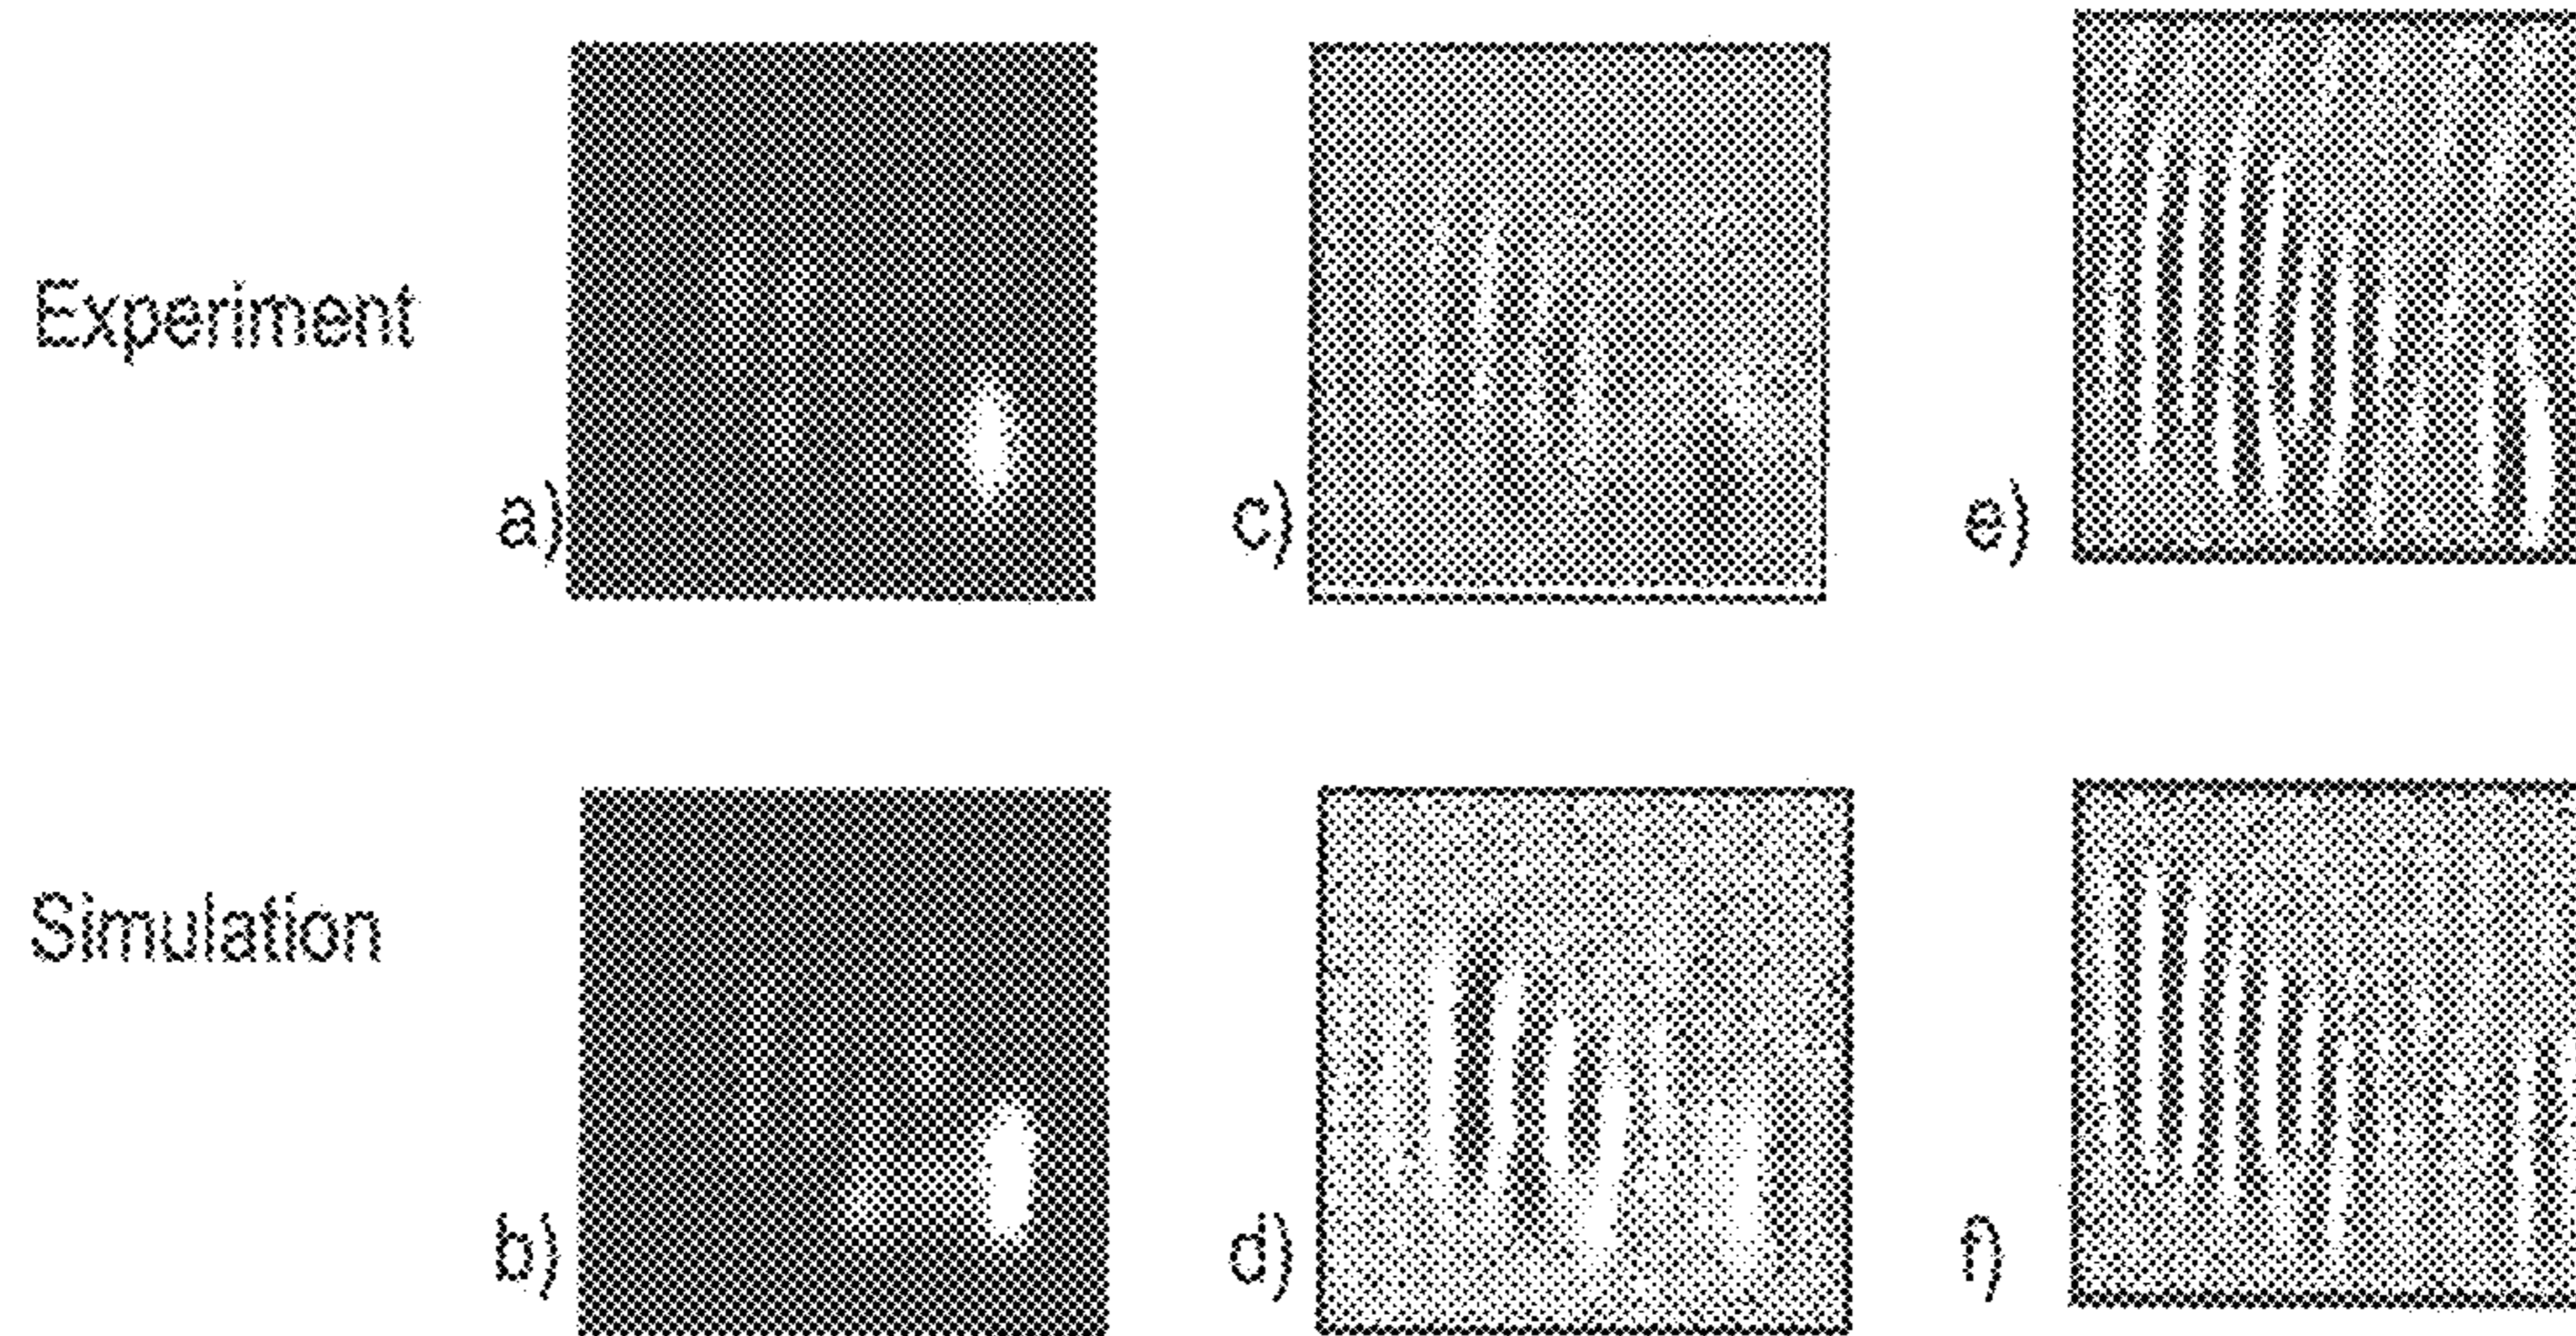 Experiment
a)
c)
e)
Simulation
b)
d)
f)